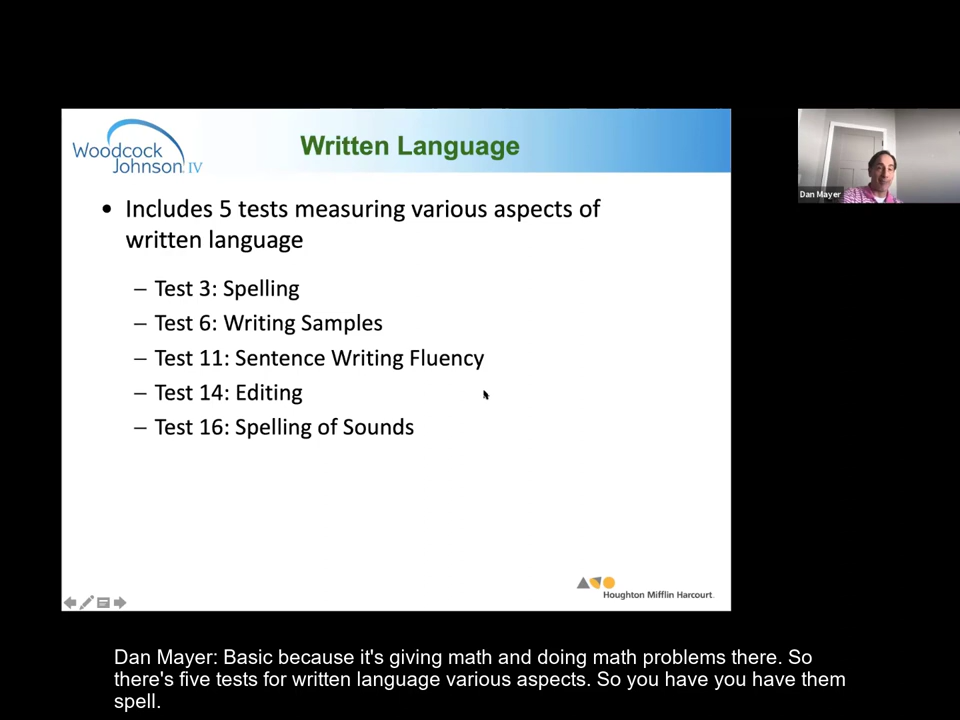 Woodcock
Johnson IV
Written Language
• Includes 5 tests measuring various aspects of
written language
– Test 3: Spelling
– Test 6: Writing Samples
– Test 11: Sentence Writing Fluency
– Test 14: Editing
– Test 16: Spelling of Sounds
Houghton Mifflin Harcourt
Dan Mayer
Dan Mayer: Basic because it's giving math and doing math problems there. So
there's five tests for written language various aspects. So you have you have them
spell.